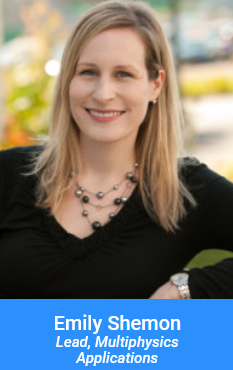 Emily Shemon
Lead, Multiphysics
Applications